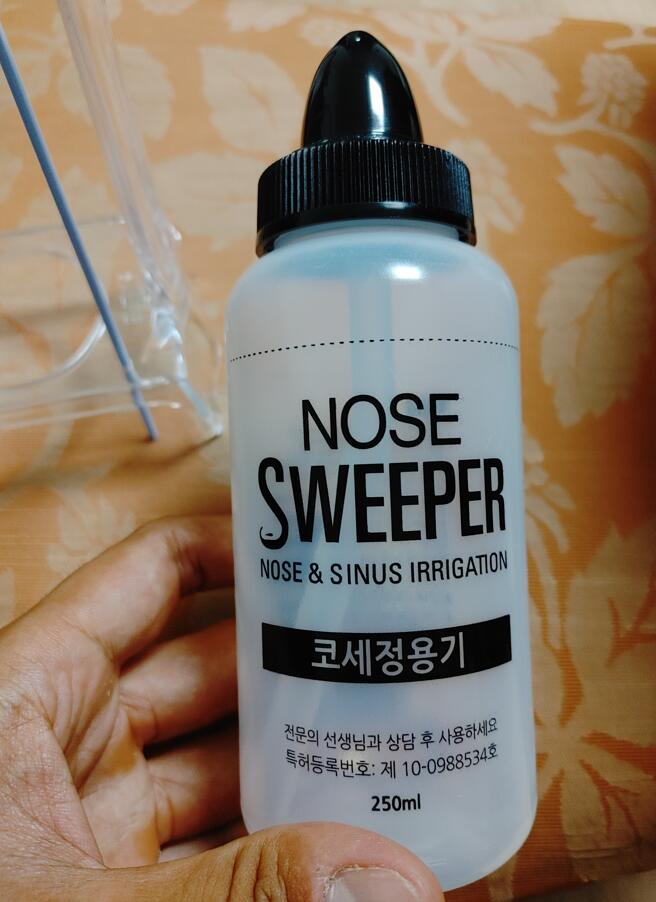 NOSE
SWEEPER
NOSE & SINUS IRRIGATION
코세정용기
전문의 선생님과 상담 후 사용하세요
특허등록번호: 제 10-0988534호
250ml